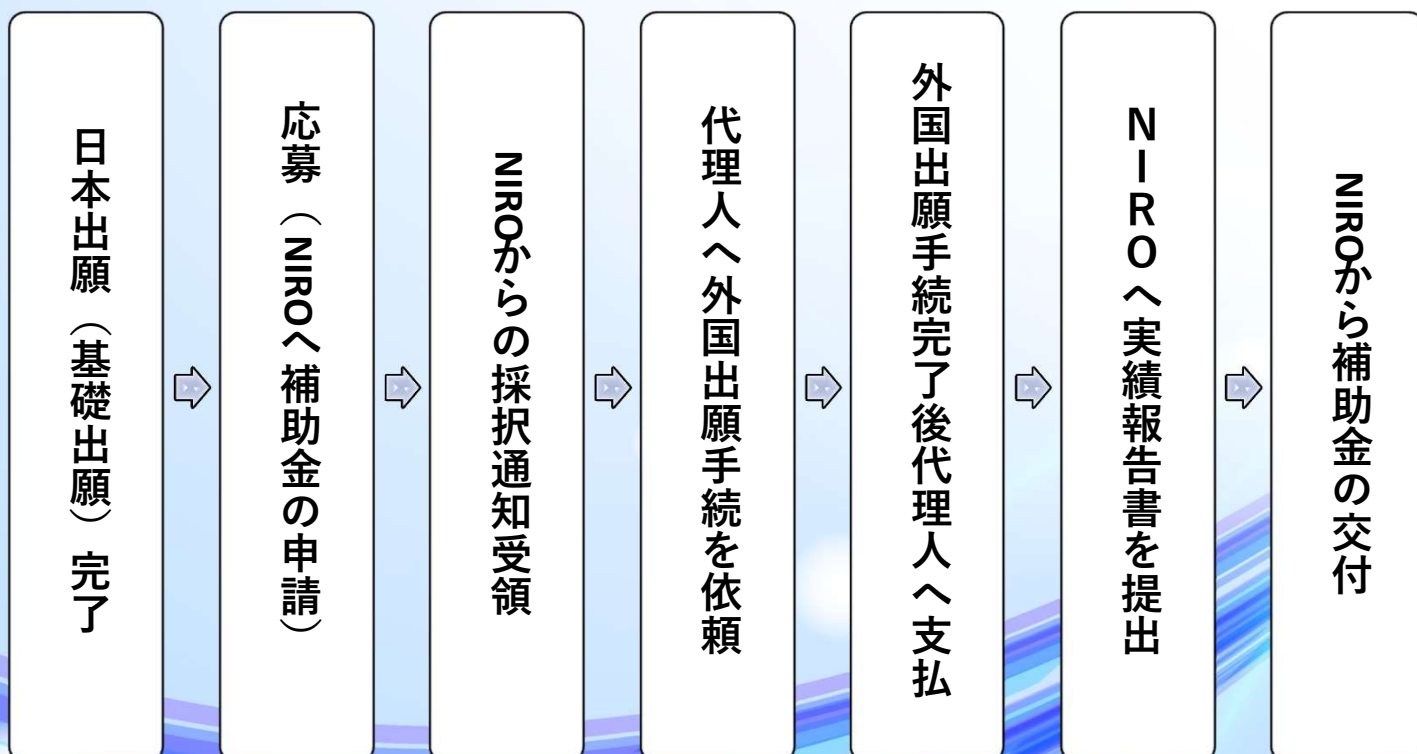 日本出願（基礎出願）完了
応募（NIROへ補助金の申請）
NIROからの採択通知受領
代理人へ外国出願手続を依頼
外国出願手続完了後代理人へ支払
ＮＩＲＯへ実績報告書を提出
NIROから補助金の交付